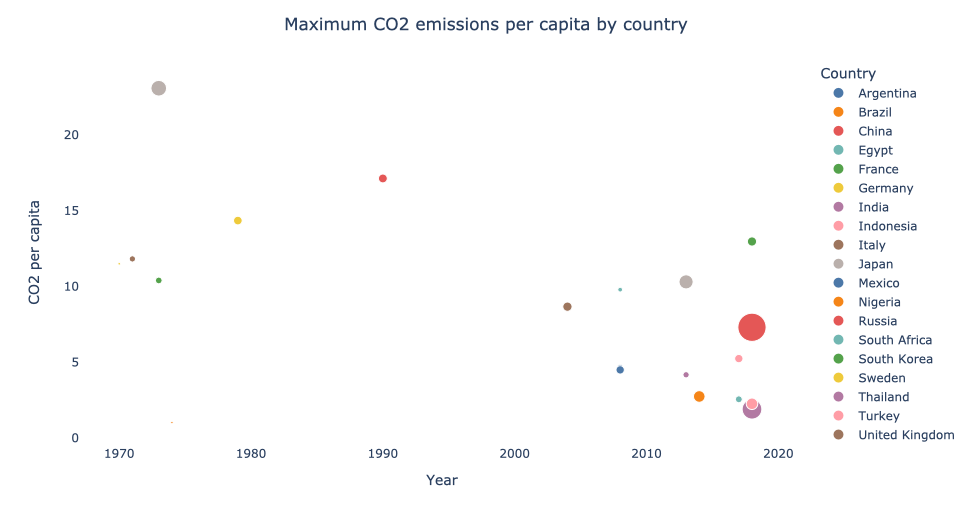 Maximum CO2 emissions per capita by country
Country
Argentina
Brazil
China
Egypt
France
Germany
India
Indonesia
Italy
Japan
Mexico
Nigeria
Russia
South Africa
South Korea
Sweden
Thailand
Turkey
United Kingdom
CO2 per capita
20
15
10
5
0
1970 1980 1990 2000 2010 2020
Year